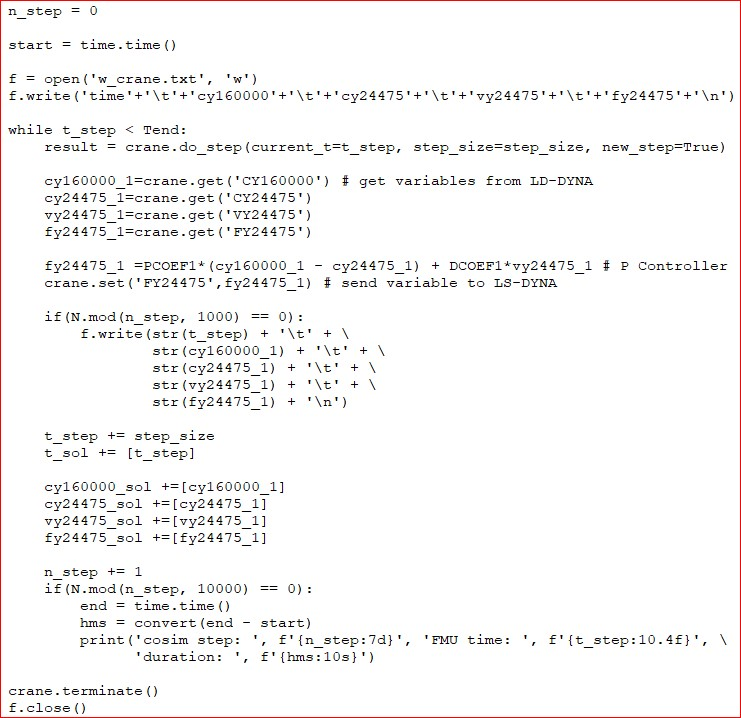 n_step = 0
start = time.time()
f = open('w_crane.txt', 'w')
f.write('time'+'\t'+'cy160000'+'\t'+'cy24475'+'\t'+'vy24475'+'\t'+'fy24475'+'\n')
while t_step < Tend:
    result = crane.do_step(current_t=t_step, step_size=step_size, new_step=True)
    cy160000_1=crane.get('CY160000') # get variables from LD-DYNA
    cy24475_1=crane.get('CY24475')
    vy24475_1=crane.get('VY24475')
    fy24475_1=crane.get('FY24475')
    fy24475_1 =PCOEF1*(cy160000_1 - cy24475_1) + DCOEF1*vy24475_1 # P Controller
    crane.set('FY24475',fy24475_1) # send variable to LS-DYNA
    if(N.mod(n_step, 1000) == 0):
        f.write(str(t_step) + '\t' + \
                str(cy160000_1) + '\t' + \
                str(cy24475_1) + '\t' + \
                str(vy24475_1) + '\t' + \
                str(fy24475_1) + '\n')
    t_step += step_size
    t_sol += [t_step]
    cy160000_sol +=[cy160000_1]
    cy24475_sol +=[cy24475_1]
    vy24475_sol +=[vy24475_1]
    fy24475_sol +=[fy24475_1]
    n_step += 1
    if(N.mod(n_step, 10000) == 0):
        end = time.time()
        hms = convert(end - start)
        print('cosim step: ', f'{n_step:7d}', 'FMU time: ', f'{t_step:10.4f}', \
              'duration: ', f'{hms:10s}')
crane.terminate()
f.close()